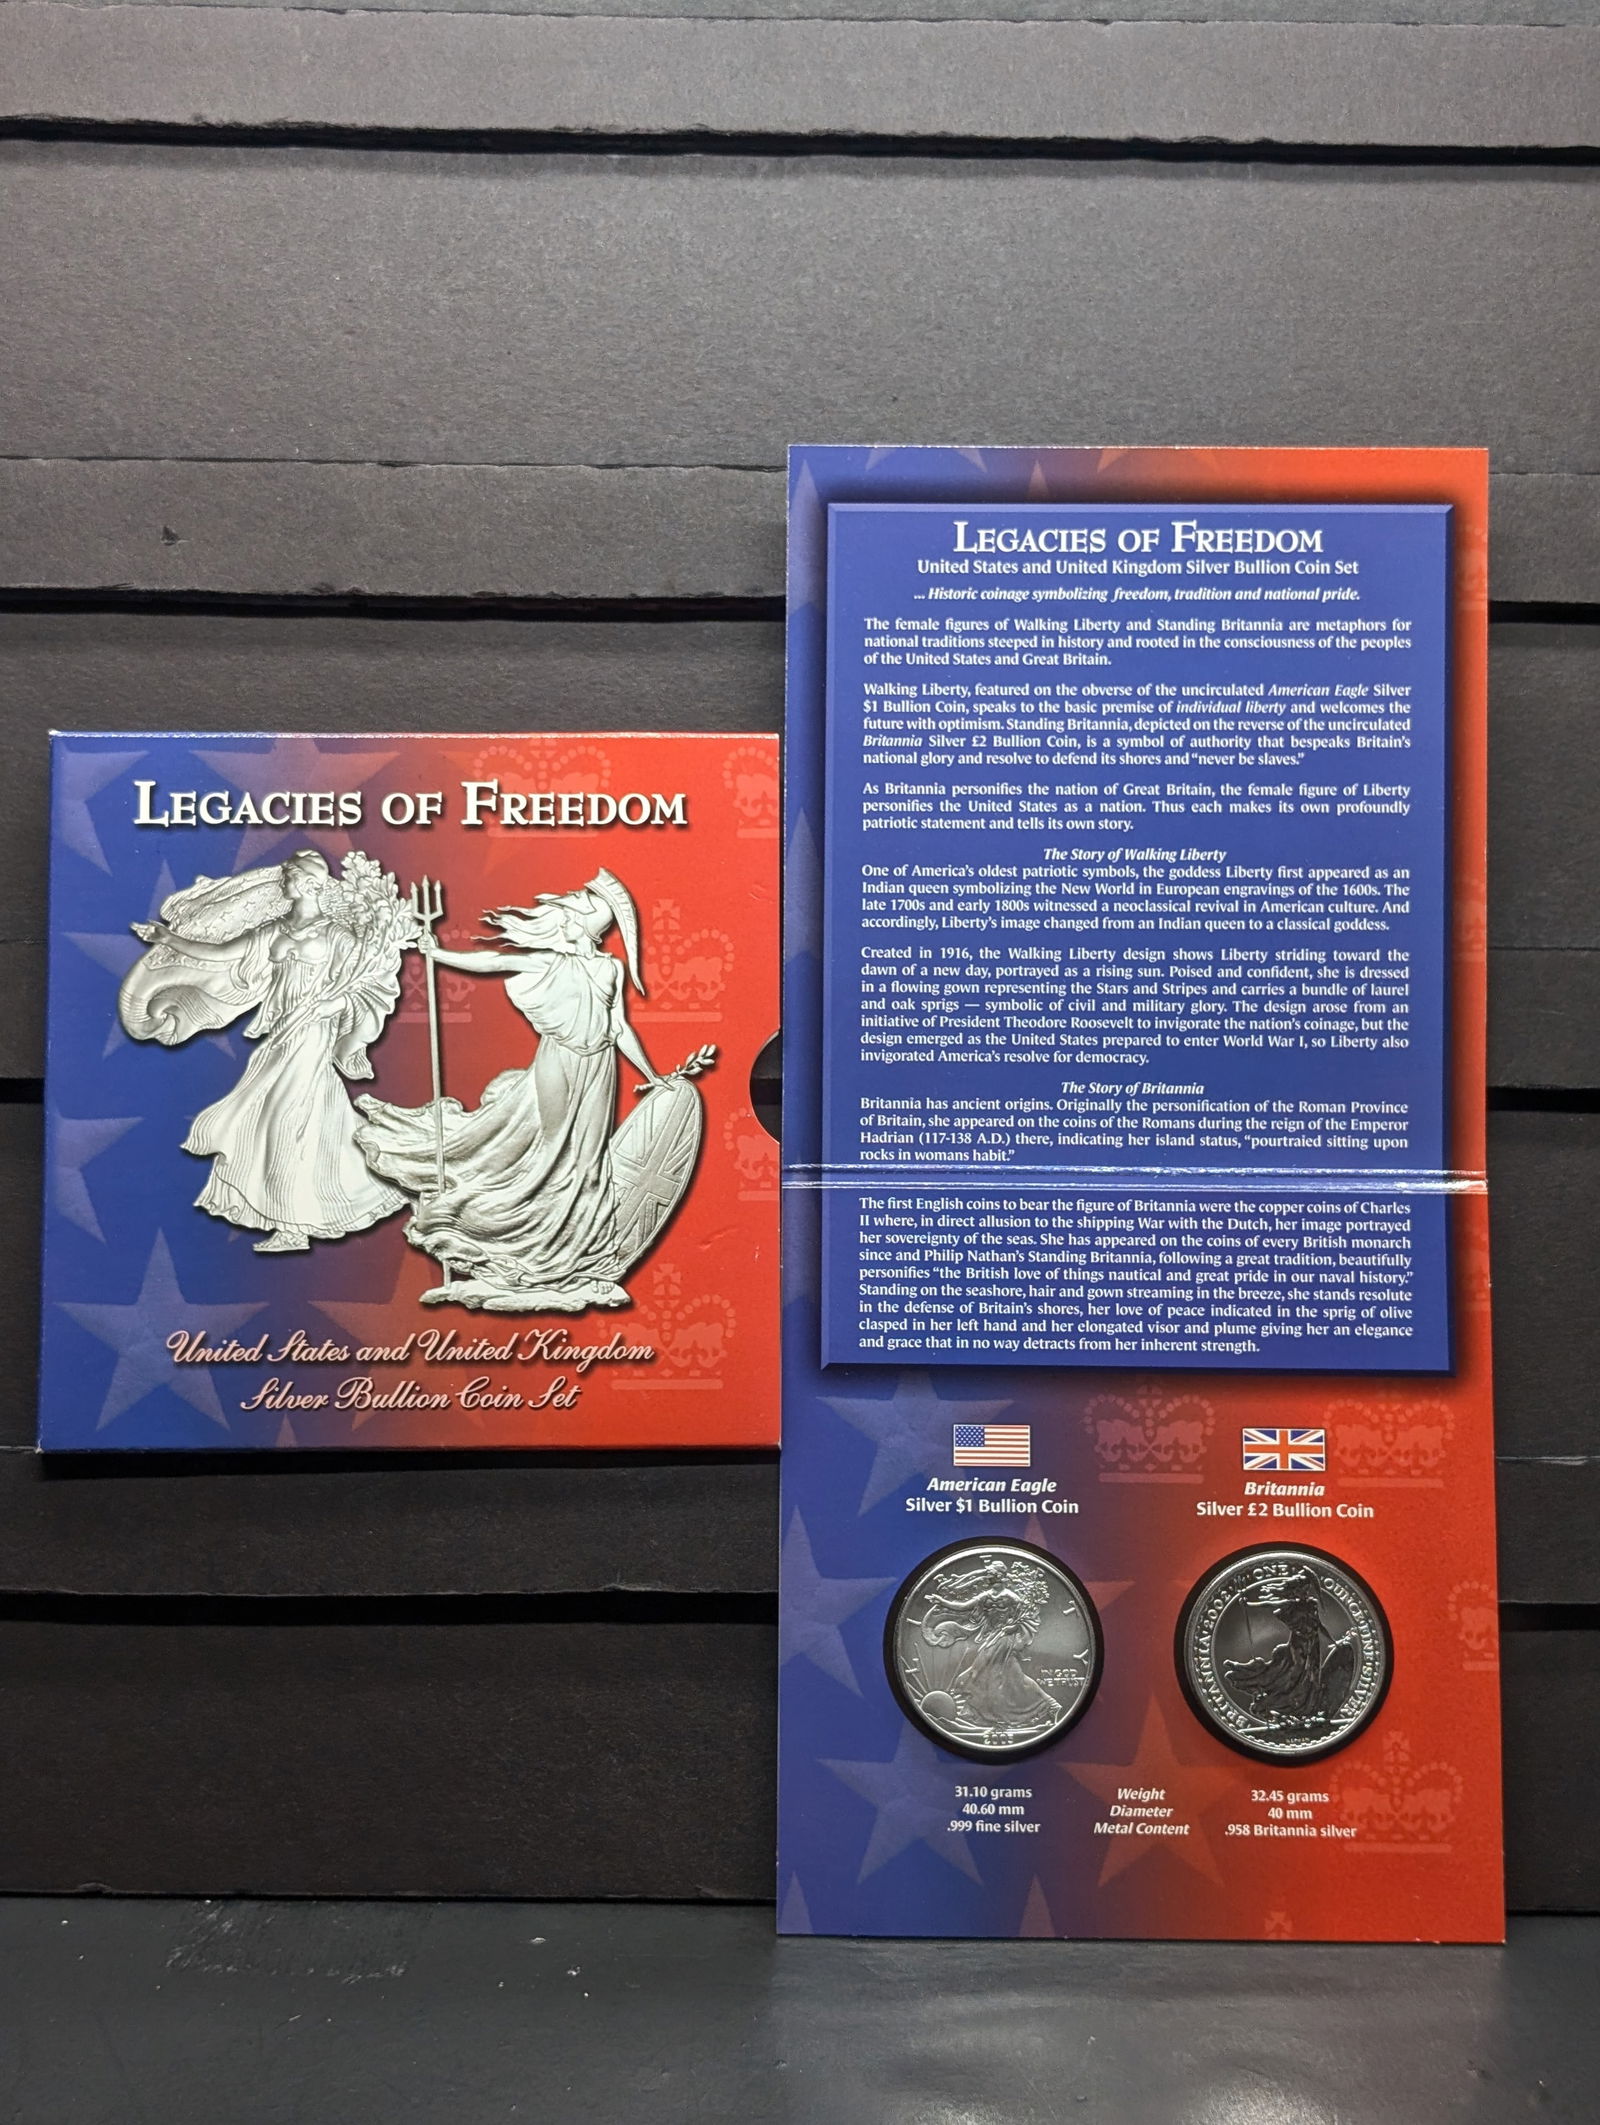 LEGACIES OF FREEDOM
United States and United Kingdom
Silver Bullion Coin Set
LEGACIES OF FREEDOM
United States and United Kingdom Silver Bullion Coin Set
... Historic coinage symbolizing freedom, tradition and national pride.
The female figures of Walking Liberty and Standing Britannia are metaphors for
national traditions steeped in history and rooted in the consciousness of the peoples
of the United States and Great Britain.
Walking Liberty, featured on the obverse of the uncirculated American Eagle Silver
$1 Bullion Coin, speaks to the basic premise of individual liberty and welcomes the
future with optimism. Standing Britannia, depicted on the reverse of the uncirculated
Britannia Silver £2 Bullion Coin, is a symbol of authority that bespeaks Britain's
national glory and resolve to defend its shores and "never be slaves."
As Britannia personifies the nation of Great Britain, the female figure of Liberty
personifies the United States as a nation. Thus each makes its own profoundly
patriotic statement and tells its own story.
The Story of Walking Liberty
One of America's oldest patriotic symbols, the goddess Liberty first appeared as an
Indian queen symbolizing the New World in European engravings of the 1600s. The
late 1700s and early 1800s witnessed a neoclassical revival in American culture. And
accordingly, Liberty's image changed from an Indian queen to a classical goddess.
Created in 1916, the Walking Liberty design shows Liberty striding toward the
dawn of a new day, portrayed as a rising sun. Poised and confident, she is dressed
in a flowing gown representing the Stars and Stripes and carries a bundle of laurel
and oak sprigs — symbolic of civil and military glory. The design arose from an
initiative of President Theodore Roosevelt to invigorate the nation's coinage, but the
design emerged as the United States prepared to enter World War I, so Liberty also
invigorated America's resolve for democracy.
The Story of Britannia
Britannia has ancient origins. Originally the personification of the Roman Province
of Britain, she appeared on the coins of the Romans during the reign of the Emperor
Hadrian (117-138 A.D.) there, indicating her island status, "pourtraied sitting upon
rocks in womans habit."
The first English coins to bear the figure of Britannia were the copper coins of Charles
II where, in direct allusion to the shipping War with the Dutch, her image portrayed
her sovereignty of the seas. She has appeared on the coins of every British monarch
since and Philip Nathan's Standing Britannia, following a great tradition, beautifully
personifies "the British love of things nautical and great pride in our naval history."
Standing on the seashore, hair and gown streaming in the breeze, she stands resolute
in the defense of Britain's shores, her love of peace indicated in the sprig of olive
clasped in her left hand and her elongated visor and plume giving her an elegance
and grace that in no way detracts from her inherent strength.
American Eagle
Silver $1 Bullion Coin
Britannia
Silver £2 Bullion Coin
LIBERTY
IN GOD
WE TRUST
2003
BRITANNIA 2002 ONE OUNCE FINE SILVER
NATHAN
31.10 grams
40.60 mm
.999 fine silver
Weight
Diameter
Metal Content
32.45 grams
40 mm
.958 Britannia silver